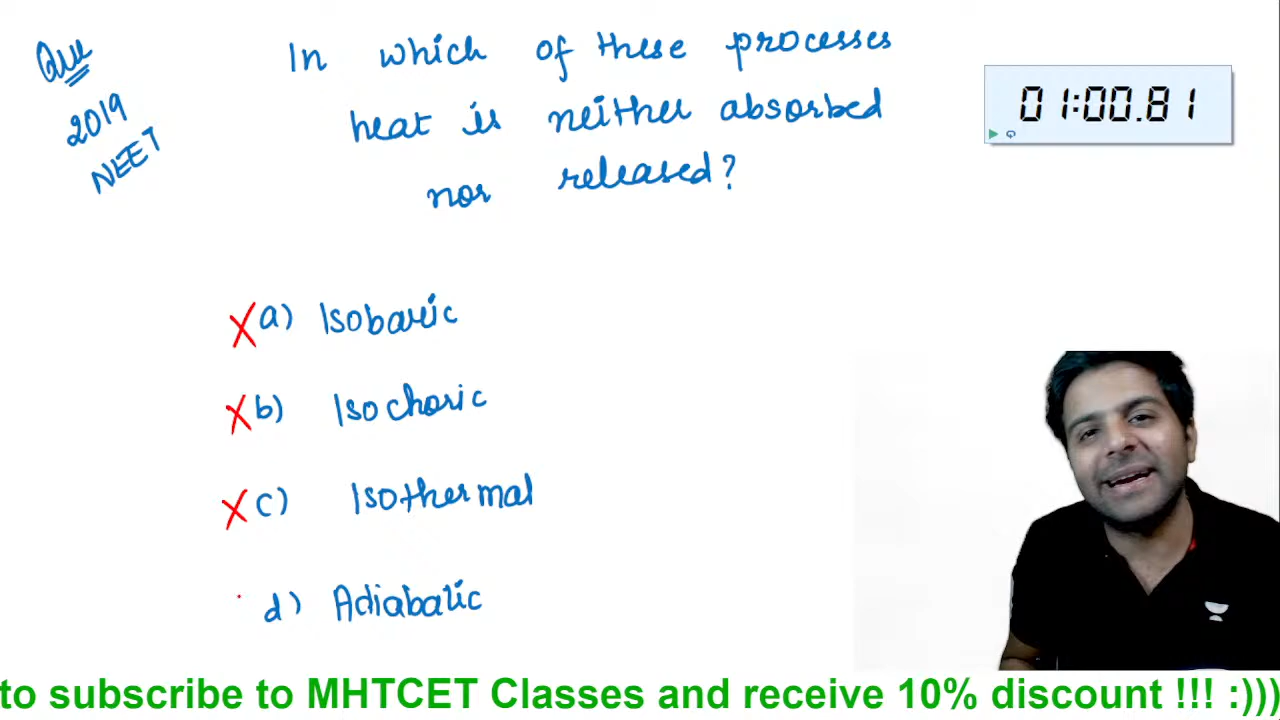 Que
2019
NEET
In which of these processes
heat is neither absorbed
nor released?
01:00.81
a) Isobaric
b) Isochoric
c) Isothermal
d) Adiabatic
to subscribe to MHTCET Classes and receive 10% discount !!! :)))